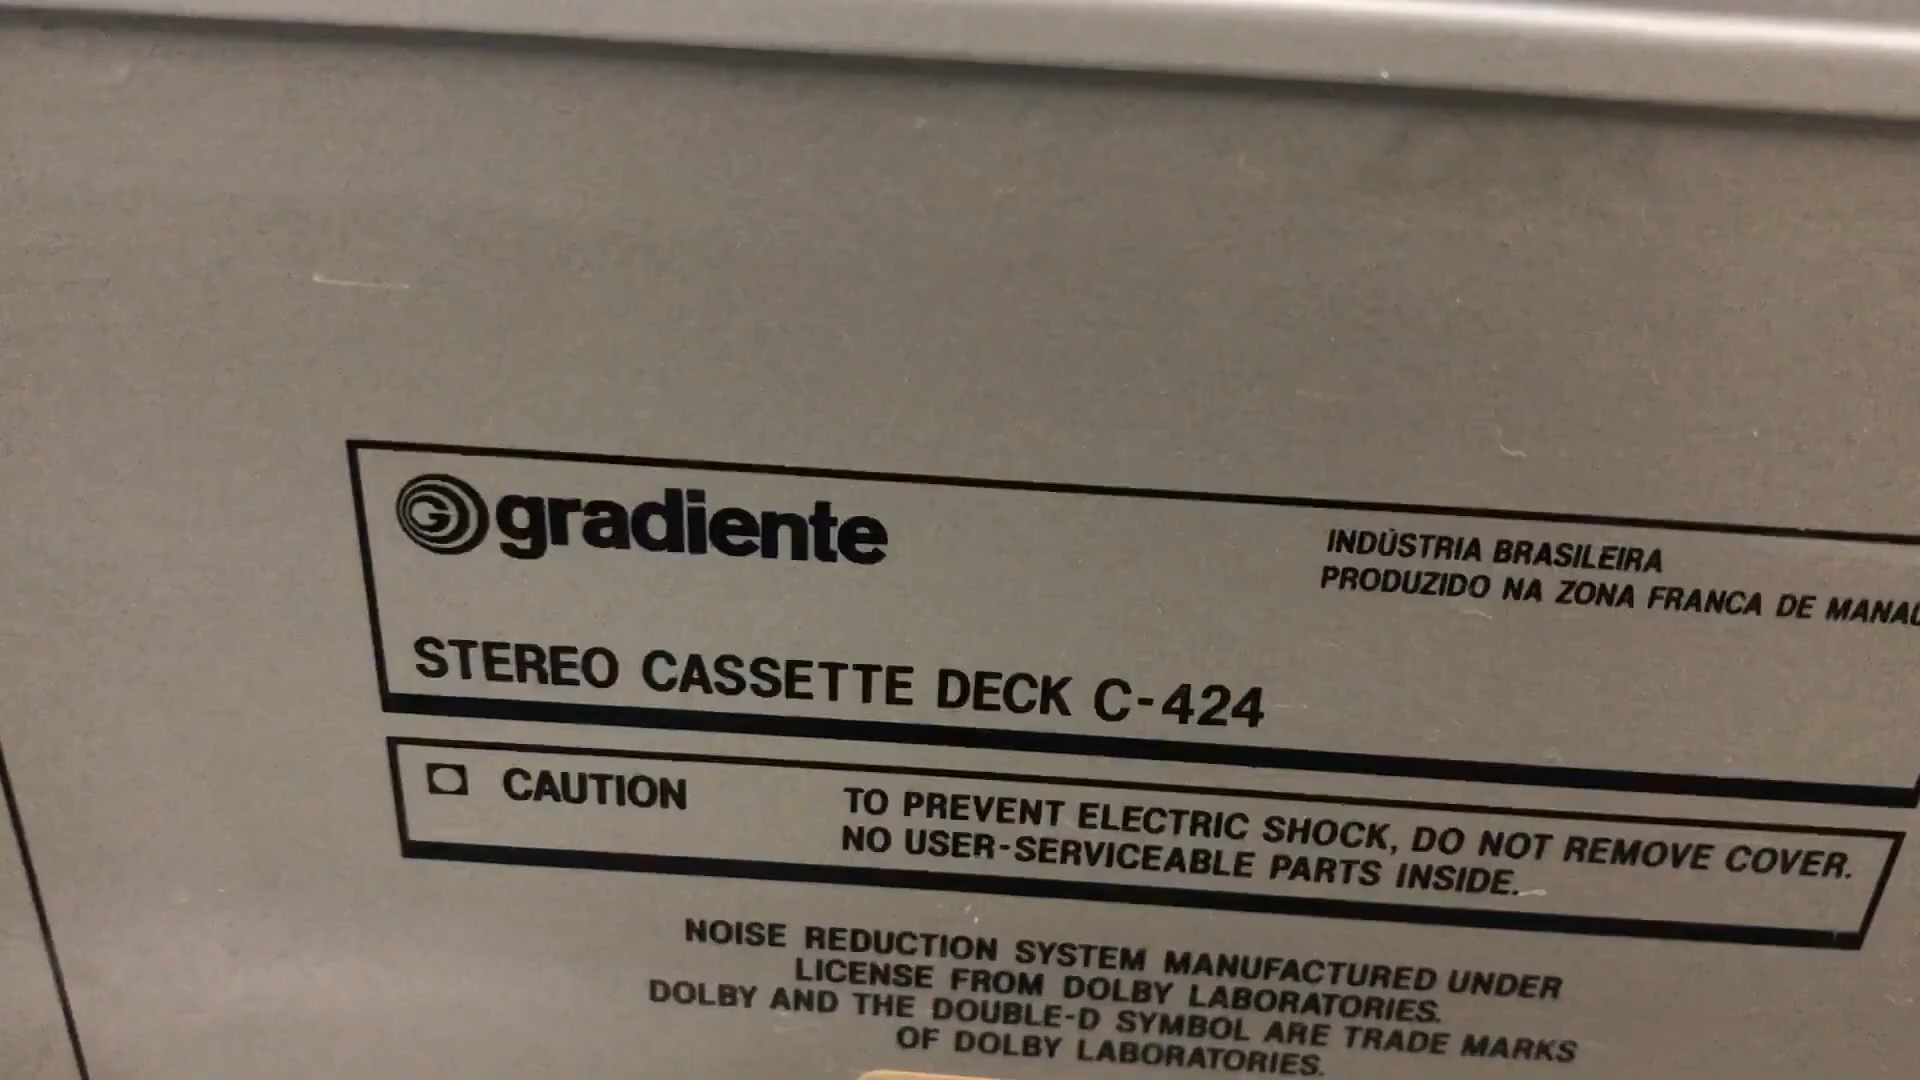 gradiente
INDÚSTRIA BRASILEIRA
PRODUZIDO NA ZONA FRANCA DE MANAU
STEREO CASSETTE DECK C-424
CAUTION
TO PREVENT ELECTRIC SHOCK, DO NOT REMOVE COVER.
NO USER-SERVICEABLE PARTS INSIDE.
NOISE REDUCTION SYSTEM MANUFACTURED UNDER
LICENSE FROM DOLBY LABORATORIES.
DOLBY AND THE DOUBLE-D SYMBOL ARE TRADE MARKS
OF DOLBY LABORATORIES.